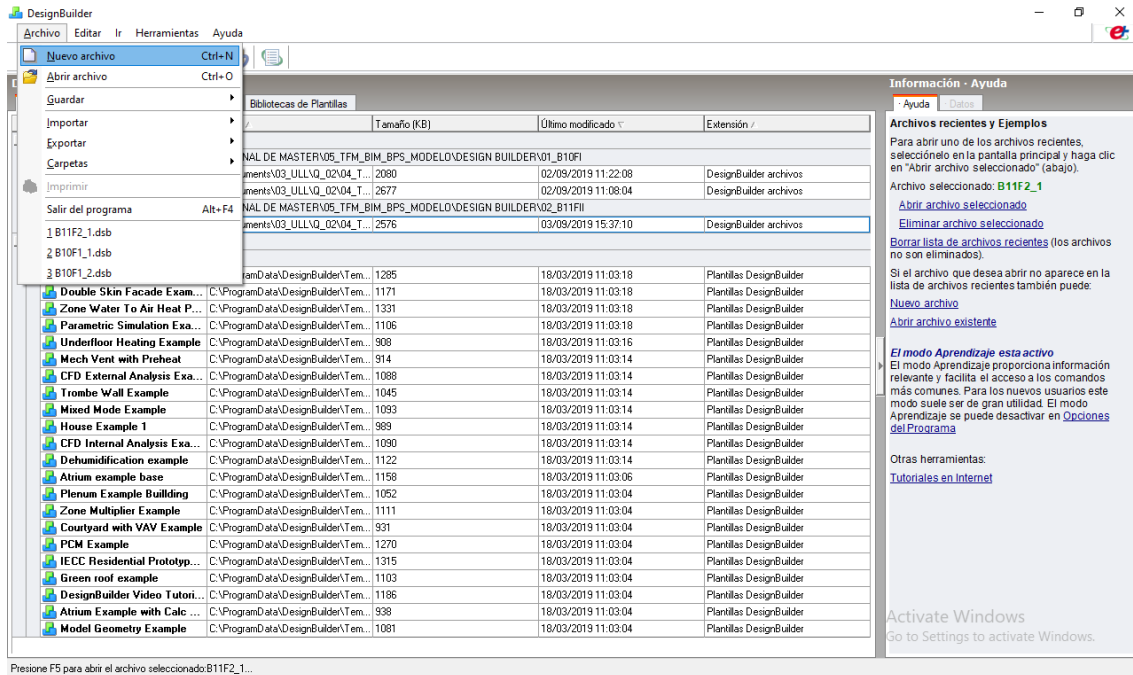 DesignBuilder
Archivo Editar Ir Herramientas Ayuda
Nuevo archivo Ctrl+N
Abrir archivo Ctrl+O
Guardar
Importar
Exportar
Carpetas
Imprimir
Salir del programa Alt+F4
1 B11F2_1.dsb
2 B10F1_1.dsb
3 B10F1_2.dsb
Bibliotecas de Plantillas
Tamaño (KB) Último modificado Extensión
NAL DE MASTER\05_TFM_BIM_BPS_MODELO\DESIGN BUILDER\01_B10FI
uments\03_ULL\Q_02\04_T... 2080 02/09/2019 11:22:08 DesignBuilder archivos
uments\03_ULL\Q_02\04_T... 2677 02/09/2019 11:08:04 DesignBuilder archivos
NAL DE MASTER\05_TFM_BIM_BPS_MODELO\DESIGN BUILDER\02_B11FII
uments\03_ULL\Q_02\04_T... 2576 03/09/2019 15:37:10 DesignBuilder archivos
ramData\DesignBuilder\Tem... 1285 18/03/2019 11:03:18 Plantillas DesignBuilder
Double Skin Facade Exam... C:\ProgramData\DesignBuilder\Tem... 1171 18/03/2019 11:03:18 Plantillas DesignBuilder
Zone Water To Air Heat P... C:\ProgramData\DesignBuilder\Tem... 1331 18/03/2019 11:03:18 Plantillas DesignBuilder
Parametric Simulation Exa... C:\ProgramData\DesignBuilder\Tem... 1106 18/03/2019 11:03:18 Plantillas DesignBuilder
Underfloor Heating Example C:\ProgramData\DesignBuilder\Tem... 908 18/03/2019 11:03:16 Plantillas DesignBuilder
Mech Vent with Preheat C:\ProgramData\DesignBuilder\Tem... 914 18/03/2019 11:03:14 Plantillas DesignBuilder
CFD External Analysis Exa... C:\ProgramData\DesignBuilder\Tem... 1088 18/03/2019 11:03:14 Plantillas DesignBuilder
Trombe Wall Example C:\ProgramData\DesignBuilder\Tem... 1045 18/03/2019 11:03:14 Plantillas DesignBuilder
Mixed Mode Example C:\ProgramData\DesignBuilder\Tem... 1093 18/03/2019 11:03:14 Plantillas DesignBuilder
House Example 1 C:\ProgramData\DesignBuilder\Tem... 989 18/03/2019 11:03:14 Plantillas DesignBuilder
CFD Internal Analysis Exa... C:\ProgramData\DesignBuilder\Tem... 1090 18/03/2019 11:03:14 Plantillas DesignBuilder
Dehumidification example C:\ProgramData\DesignBuilder\Tem... 1122 18/03/2019 11:03:14 Plantillas DesignBuilder
Atrium example base C:\ProgramData\DesignBuilder\Tem... 1158 18/03/2019 11:03:06 Plantillas DesignBuilder
Plenum Example Buillding C:\ProgramData\DesignBuilder\Tem... 1052 18/03/2019 11:03:04 Plantillas DesignBuilder
Zone Multiplier Example C:\ProgramData\DesignBuilder\Tem... 1111 18/03/2019 11:03:04 Plantillas DesignBuilder
Courtyard with VAV Example C:\ProgramData\DesignBuilder\Tem... 931 18/03/2019 11:03:04 Plantillas DesignBuilder
PCM Example C:\ProgramData\DesignBuilder\Tem... 1270 18/03/2019 11:03:04 Plantillas DesignBuilder
IECC Residential Prototyp... C:\ProgramData\DesignBuilder\Tem... 1315 18/03/2019 11:03:04 Plantillas DesignBuilder
Green roof example C:\ProgramData\DesignBuilder\Tem... 1103 18/03/2019 11:03:04 Plantillas DesignBuilder
DesignBuilder Video Tutori... C:\ProgramData\DesignBuilder\Tem... 1186 18/03/2019 11:03:04 Plantillas DesignBuilder
Atrium Example with Calc ... C:\ProgramData\DesignBuilder\Tem... 938 18/03/2019 11:03:04 Plantillas DesignBuilder
Model Geometry Example C:\ProgramData\DesignBuilder\Tem... 1081 18/03/2019 11:03:04 Plantillas DesignBuilder
Información - Ayuda
Ayuda Datos
Archivos recientes y Ejemplos
Para abrir uno de los archivos recientes,
selecciónelo en la pantalla principal y haga clic
en "Abrir archivo seleccionado" (abajo).
Archivo seleccionado: B11F2_1
Abrir archivo seleccionado
Eliminar archivo seleccionado
Borrar lista de archivos recientes (los archivos
no son eliminados).
Si el archivo que desea abrir no aparece en la
lista de archivos recientes también puede:
Nuevo archivo
Abrir archivo existente
El modo Aprendizaje esta activo
El modo Aprendizaje proporciona información
relevante y facilita el acceso a los comandos
más comunes. Para los nuevos usuarios este
modo suele ser de gran utilidad. El modo
Aprendizaje se puede desactivar en Opciones
del Programa
Otras herramientas:
Tutoriales en Internet
Activate Windows
Go to Settings to activate Windows.
Presione F5 para abrir el archivo seleccionado:B11F2_1...